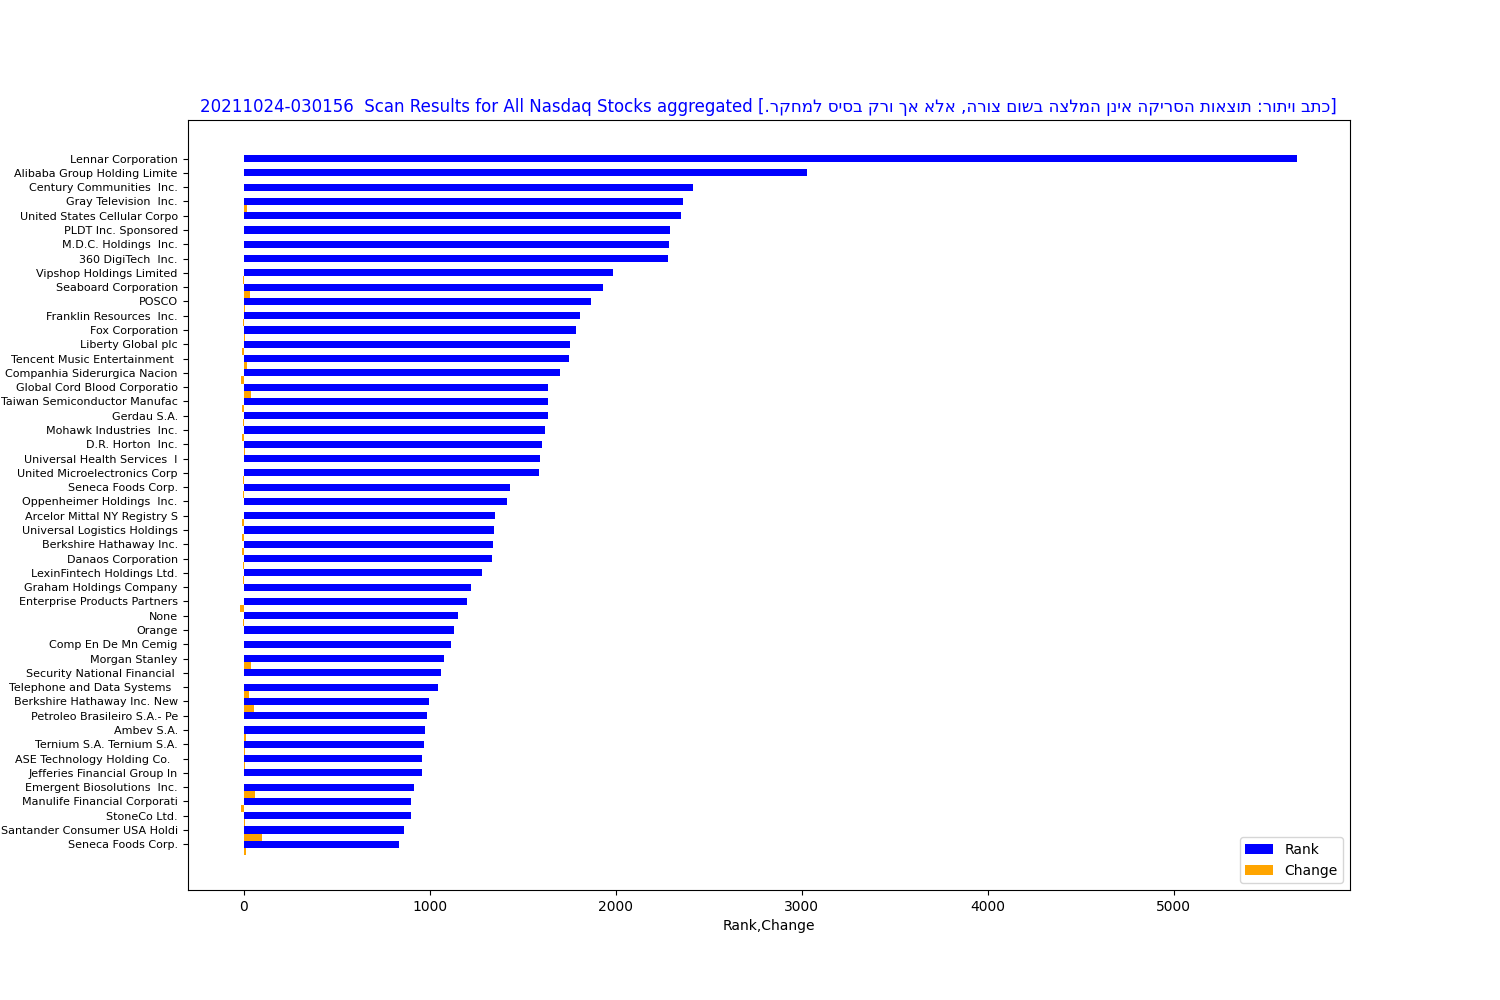 20211024-030156  Scan Results for All Nasdaq Stocks aggregated [כתב ויתור: תוצאות הסריקה אינן המלצה בשום צורה, אלא אך ורק בסיס למחקר.]
Lennar Corporation
Alibaba Group Holding Limite
Century Communities  Inc.
Gray Television  Inc.
United States Cellular Corpo
PLDT Inc. Sponsored
M.D.C. Holdings  Inc.
360 DigiTech  Inc.
Vipshop Holdings Limited
Seaboard Corporation
POSCO
Franklin Resources  Inc.
Fox Corporation
Liberty Global plc
Tencent Music Entertainment
Companhia Siderurgica Nacion
Global Cord Blood Corporatio
Taiwan Semiconductor Manufac
Gerdau S.A.
Mohawk Industries  Inc.
D.R. Horton  Inc.
Universal Health Services  I
United Microelectronics Corp
Seneca Foods Corp.
Oppenheimer Holdings  Inc.
Arcelor Mittal NY Registry S
Universal Logistics Holdings
Berkshire Hathaway Inc.
Danaos Corporation
LexinFintech Holdings Ltd.
Graham Holdings Company
Enterprise Products Partners
None
Orange
Comp En De Mn Cemig
Morgan Stanley
Security National Financial
Telephone and Data Systems
Berkshire Hathaway Inc. New
Petroleo Brasileiro S.A.- Pe
Ambev S.A.
Ternium S.A. Ternium S.A.
ASE Technology Holding Co.
Jefferies Financial Group In
Emergent Biosolutions  Inc.
Manulife Financial Corporati
StoneCo Ltd.
Santander Consumer USA Holdi
Seneca Foods Corp.
Rank
Change
0 1000 2000 3000 4000 5000
Rank,Change